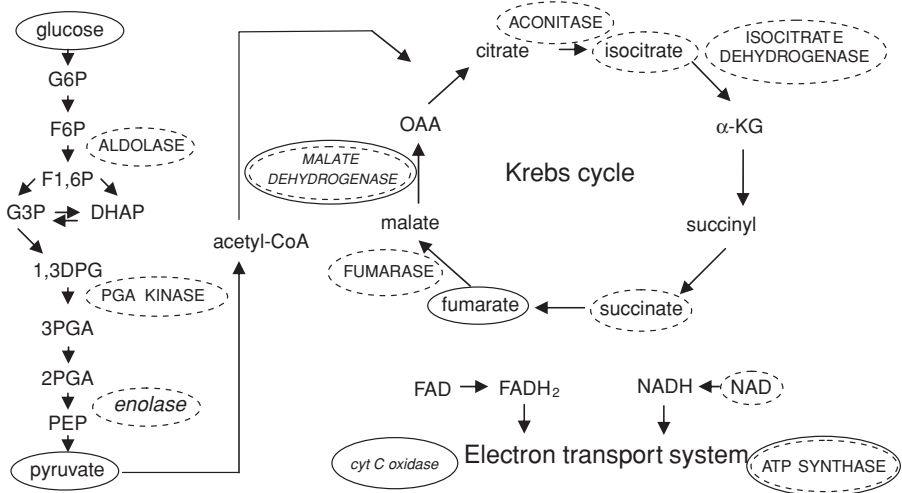 glucose
G6P
F6P
ALDOLASE
F1,6P
G3P
DHAP
1,3DPG
PGA KINASE
3PGA
2PGA
enolase
PEP
pyruvate
acetyl-CoA
ACONITASE
citrate
isocitrate
ISOCITRATE
DEHYDROGENASE
OAA
α-KG
MALATE
DEHYDROGENASE
Krebs cycle
malate
succinyl
FUMARASE
fumarate
succinate
FAD
FADH₂
NADH
NAD
cyt C oxidase
Electron transport system
ATP SYNTHASE